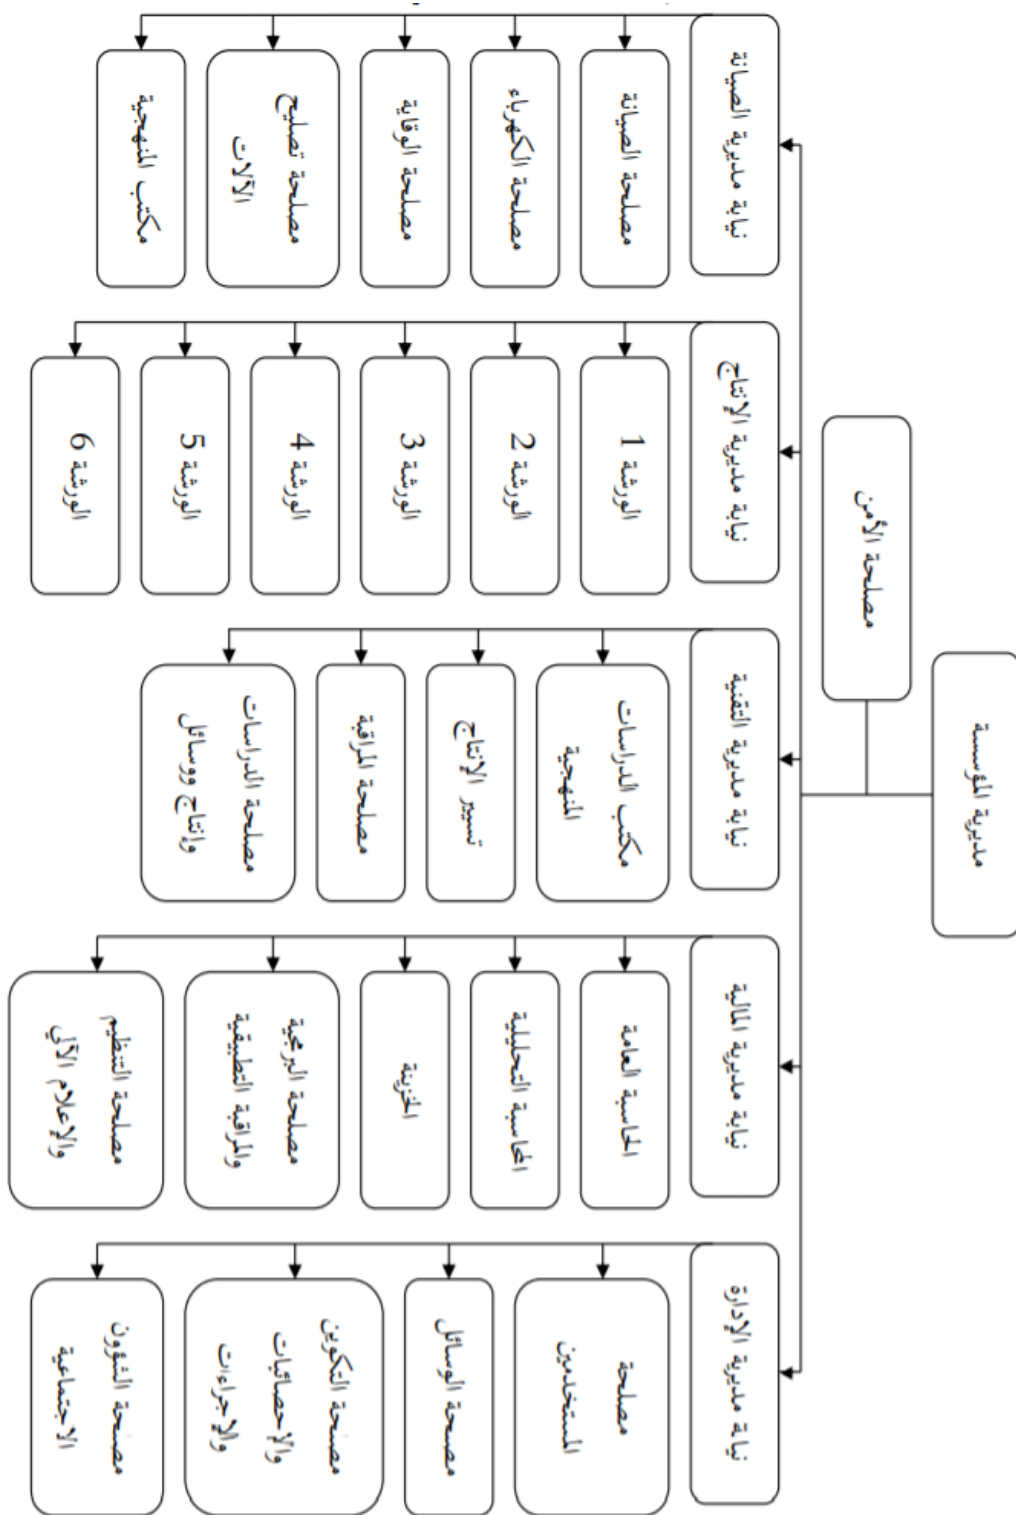 مديرية المؤسسة
مصلحة الأمن
نيابة مديرية الصيانة
مصلحة الصيانة
مصلحة الكهرباء
مصلحة الوقاية
مصلحة تصليح
الآلات
مكتب المنهجية
نيابة مديرية الإنتاج
الورشة 1
الورشة 2
الورشة 3
الورشة 4
الورشة 5
الورشة 6
نيابة مديرية التقنية
مكتب الدراسات
المنهجية
تسيير الإنتاج
مصلحة المراقبة
مصلحة الدراسات
وإنتاج ووسائل
نيابة مديرية المالية
المحاسبة العامة
المحاسبة التحليلية
الخزينة
مصلحة البرمجية
والمراقبة التطبيقية
مصلحة التنظيم
والإعلام الآلي
نيابة مديرية الإدارة
مصلحة
المستخدمين
مصلحة الوسائل
مصلحة التكوين
والإحصائيات
والإجراءات
مصلحة الشؤون
الاجتماعية